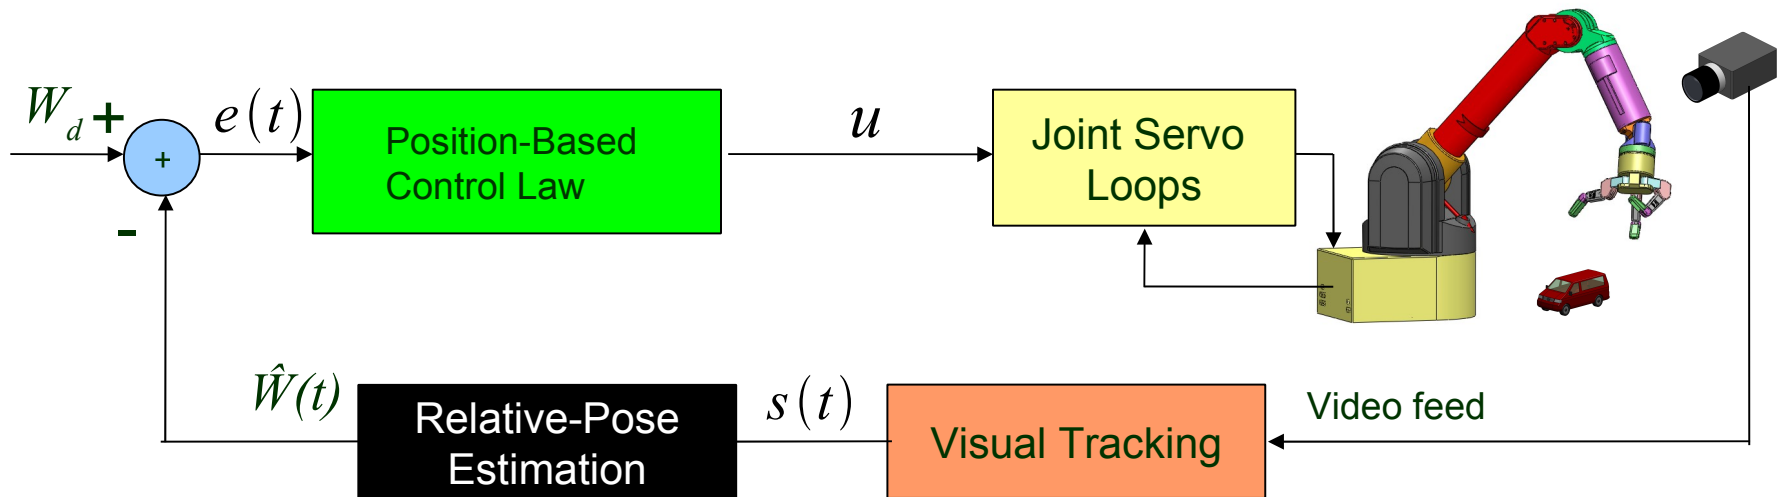 W_d +
e(t)
+
-
Position-Based
Control Law
u
Joint Servo
Loops
Ŵ(t)
Relative-Pose
Estimation
s(t)
Visual Tracking
Video feed